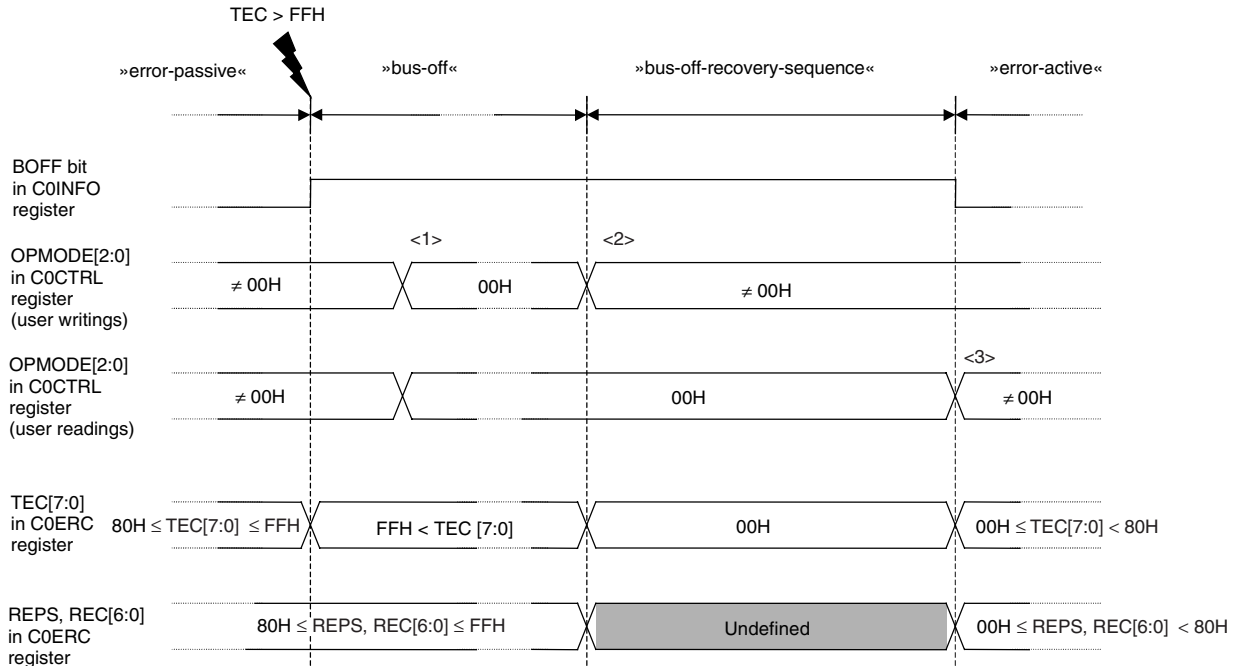 TEC > FFH
»error-passive«
»bus-off«
»bus-off-recovery-sequence«
»error-active«
BOFF bit
in C0INFO
register
<1>
<2>
OPMODE[2:0]
in C0CTRL
register
(user writings)
≠ 00H
00H
≠ 00H
<3>
OPMODE[2:0]
in C0CTRL
register
(user readings)
≠ 00H
00H
≠ 00H
TEC[7:0]
in C0ERC
register
80H ≤ TEC[7:0] ≤ FFH
FFH < TEC [7:0]
00H
00H ≤ TEC[7:0] < 80H
REPS, REC[6:0]
in C0ERC
register
80H ≤ REPS, REC[6:0] ≤ FFH
Undefined
00H ≤ REPS, REC[6:0] < 80H